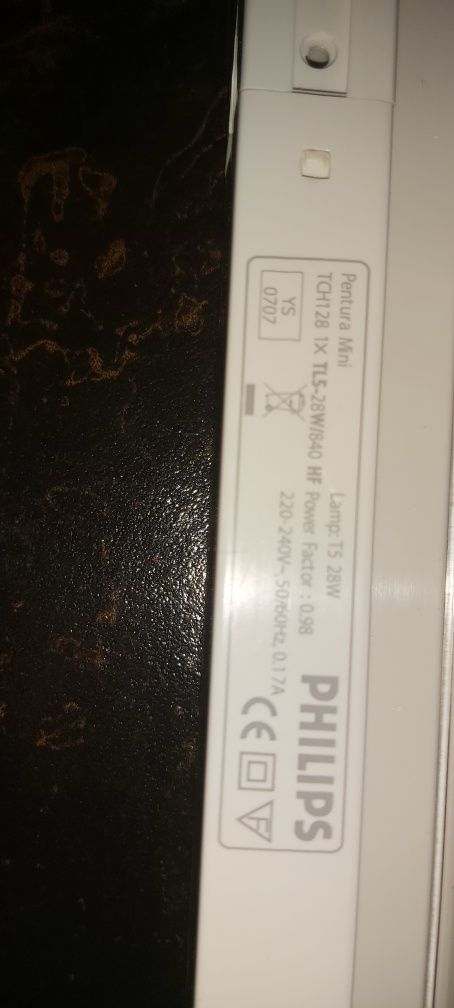 Pentura Mini
TCH128 1X TL5-28W/840 HF
YS
0707
Lamp: T5 28W
Power Factor : 0.98
220-240V~ 50/60Hz, 0.17A
PHILIPS
CE
F